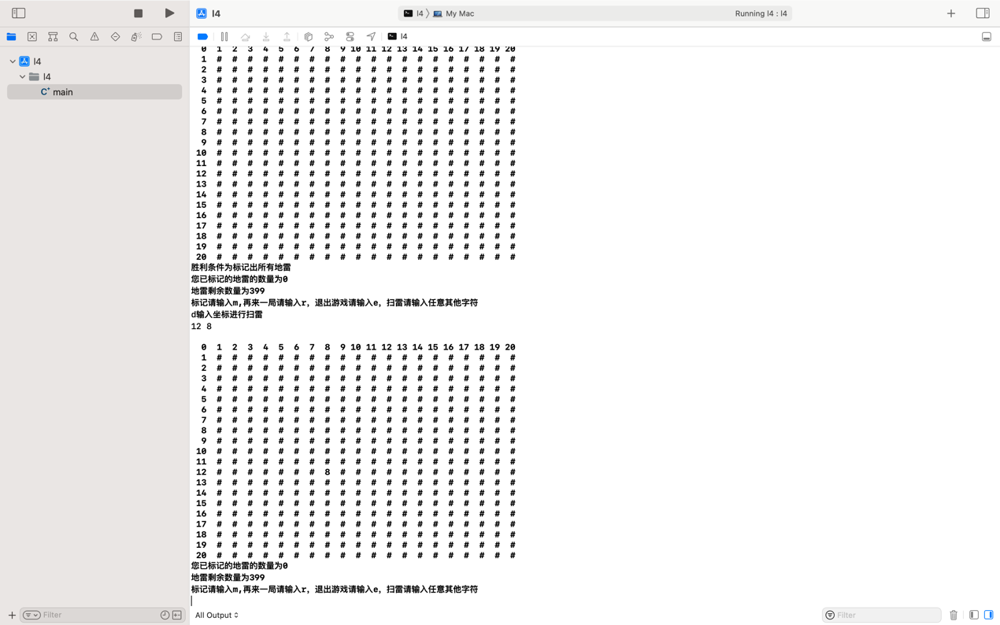 I4
I4 〉 My Mac
Running I4 : I4
I4
I4
I4
main
0 1 2 3 4 5 6 7 8 9 10 11 12 13 14 15 16 17 18 19 20
1 # # # # # # # # # # # # # # # # # # # #
2 # # # # # # # # # # # # # # # # # # # #
3 # # # # # # # # # # # # # # # # # # # #
4 # # # # # # # # # # # # # # # # # # # #
5 # # # # # # # # # # # # # # # # # # # #
6 # # # # # # # # # # # # # # # # # # # #
7 # # # # # # # # # # # # # # # # # # # #
8 # # # # # # # # # # # # # # # # # # # #
9 # # # # # # # # # # # # # # # # # # # #
10 # # # # # # # # # # # # # # # # # # # #
11 # # # # # # # # # # # # # # # # # # # #
12 # # # # # # # # # # # # # # # # # # # #
13 # # # # # # # # # # # # # # # # # # # #
14 # # # # # # # # # # # # # # # # # # # #
15 # # # # # # # # # # # # # # # # # # # #
16 # # # # # # # # # # # # # # # # # # # #
17 # # # # # # # # # # # # # # # # # # # #
18 # # # # # # # # # # # # # # # # # # # #
19 # # # # # # # # # # # # # # # # # # # #
20 # # # # # # # # # # # # # # # # # # # #
胜利条件为标记出所有地雷
您已标记的地雷的数量为0
地雷剩余数量为399
标记请输入m,再来一局请输入r，退出游戏请输入e，扫雷请输入任意其他字符
d输入坐标进行扫雷
12 8
0 1 2 3 4 5 6 7 8 9 10 11 12 13 14 15 16 17 18 19 20
1 # # # # # # # # # # # # # # # # # # # #
2 # # # # # # # # # # # # # # # # # # # #
3 # # # # # # # # # # # # # # # # # # # #
4 # # # # # # # # # # # # # # # # # # # #
5 # # # # # # # # # # # # # # # # # # # #
6 # # # # # # # # # # # # # # # # # # # #
7 # # # # # # # # # # # # # # # # # # # #
8 # # # # # # # # # # # # # # # # # # # #
9 # # # # # # # # # # # # # # # # # # # #
10 # # # # # # # # # # # # # # # # # # # #
11 # # # # # # # # # # # # # # # # # # # #
12 # # # # # # # 8 # # # # # # # # # # # #
13 # # # # # # # # # # # # # # # # # # # #
14 # # # # # # # # # # # # # # # # # # # #
15 # # # # # # # # # # # # # # # # # # # #
16 # # # # # # # # # # # # # # # # # # # #
17 # # # # # # # # # # # # # # # # # # # #
18 # # # # # # # # # # # # # # # # # # # #
19 # # # # # # # # # # # # # # # # # # # #
20 # # # # # # # # # # # # # # # # # # # #
您已标记的地雷的数量为0
地雷剩余数量为399
标记请输入m,再来一局请输入r，退出游戏请输入e，扫雷请输入任意其他字符
Filter
All Output
Filter